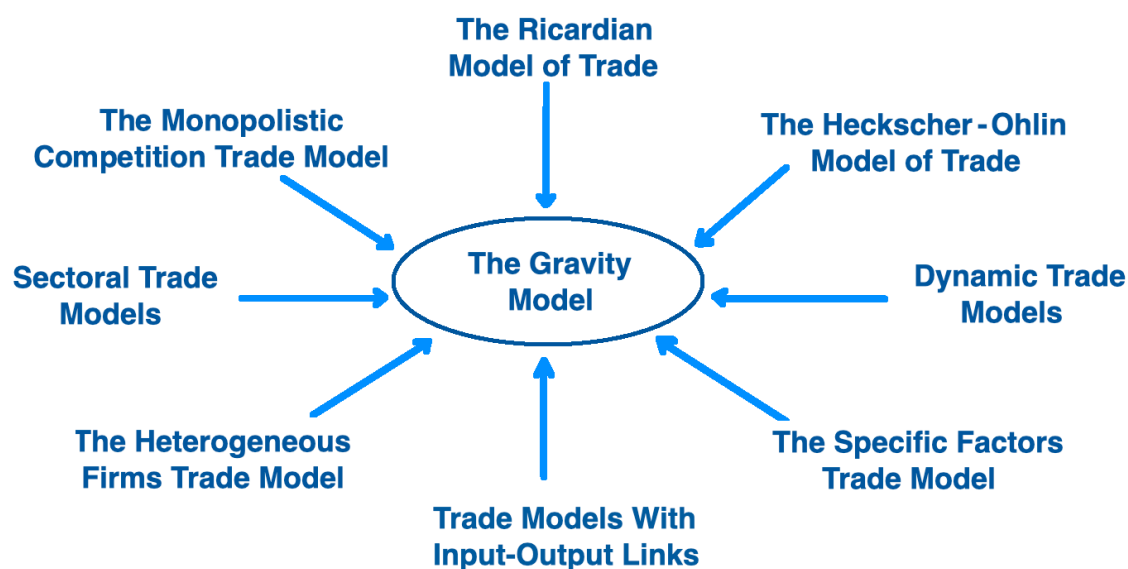 The Ricardian
Model of Trade
The Monopolistic
Competition Trade Model
The Heckscher-Ohlin
Model of Trade
Sectoral Trade
Models
The Gravity
Model
Dynamic Trade
Models
The Heterogeneous
Firms Trade Model
The Specific Factors
Trade Model
Trade Models With
Input-Output Links